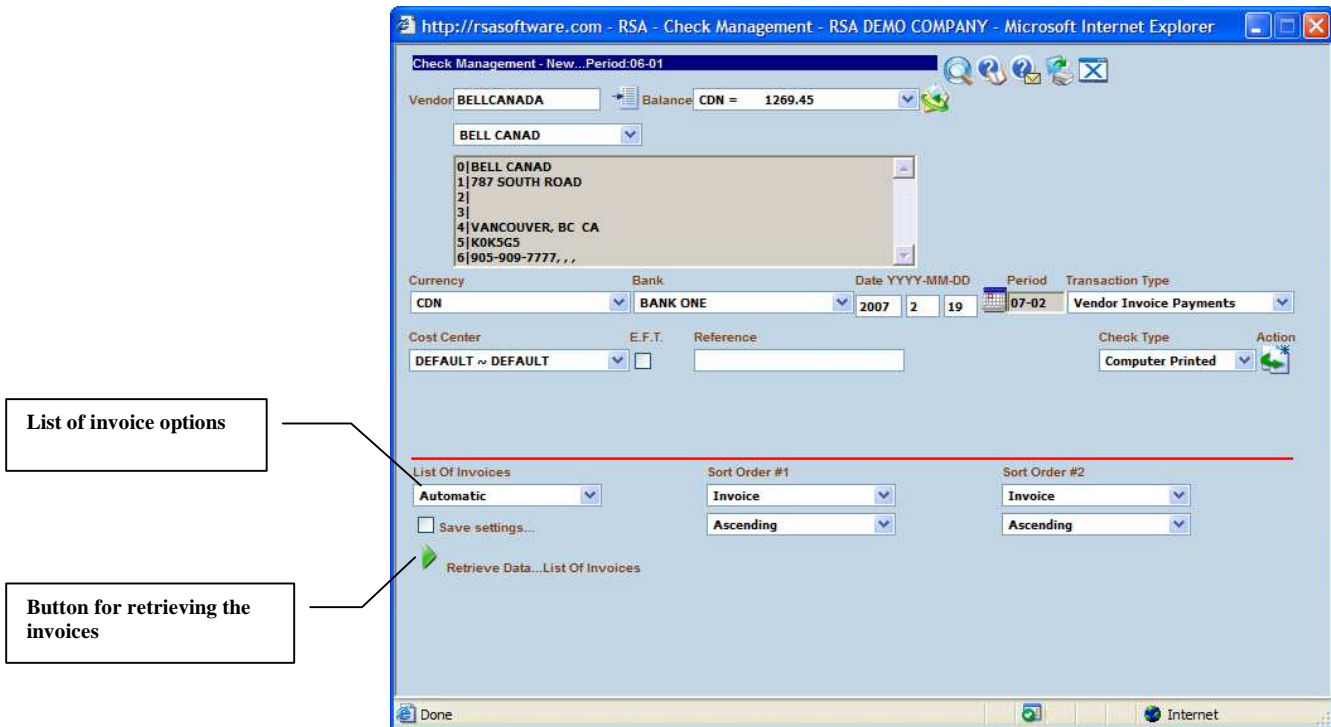 http://rsasoftware.com - RSA - Check Management - RSA DEMO COMPANY - Microsoft Internet Explorer
Check Management - New...Period:06-01
Vendor BELLCANADA Balance CDN = 1269.45
BELL CANAD
0|BELL CANAD
1|787 SOUTH ROAD
2|
3|
4|VANCOUVER, BC CA
5|K0K5G5
6|905-909-7777, , ,
Currency Bank Date YYYY-MM-DD Period Transaction Type
CDN BANK ONE 2007 2 19 07-02 Vendor Invoice Payments
Cost Center E.F.T. Reference Check Type Action
DEFAULT ~ DEFAULT Computer Printed
List of invoice options
List Of Invoices Sort Order #1 Sort Order #2
Automatic Invoice Invoice
Save settings... Ascending Ascending
Retrieve Data...List Of Invoices
Button for retrieving the
invoices
Done Internet